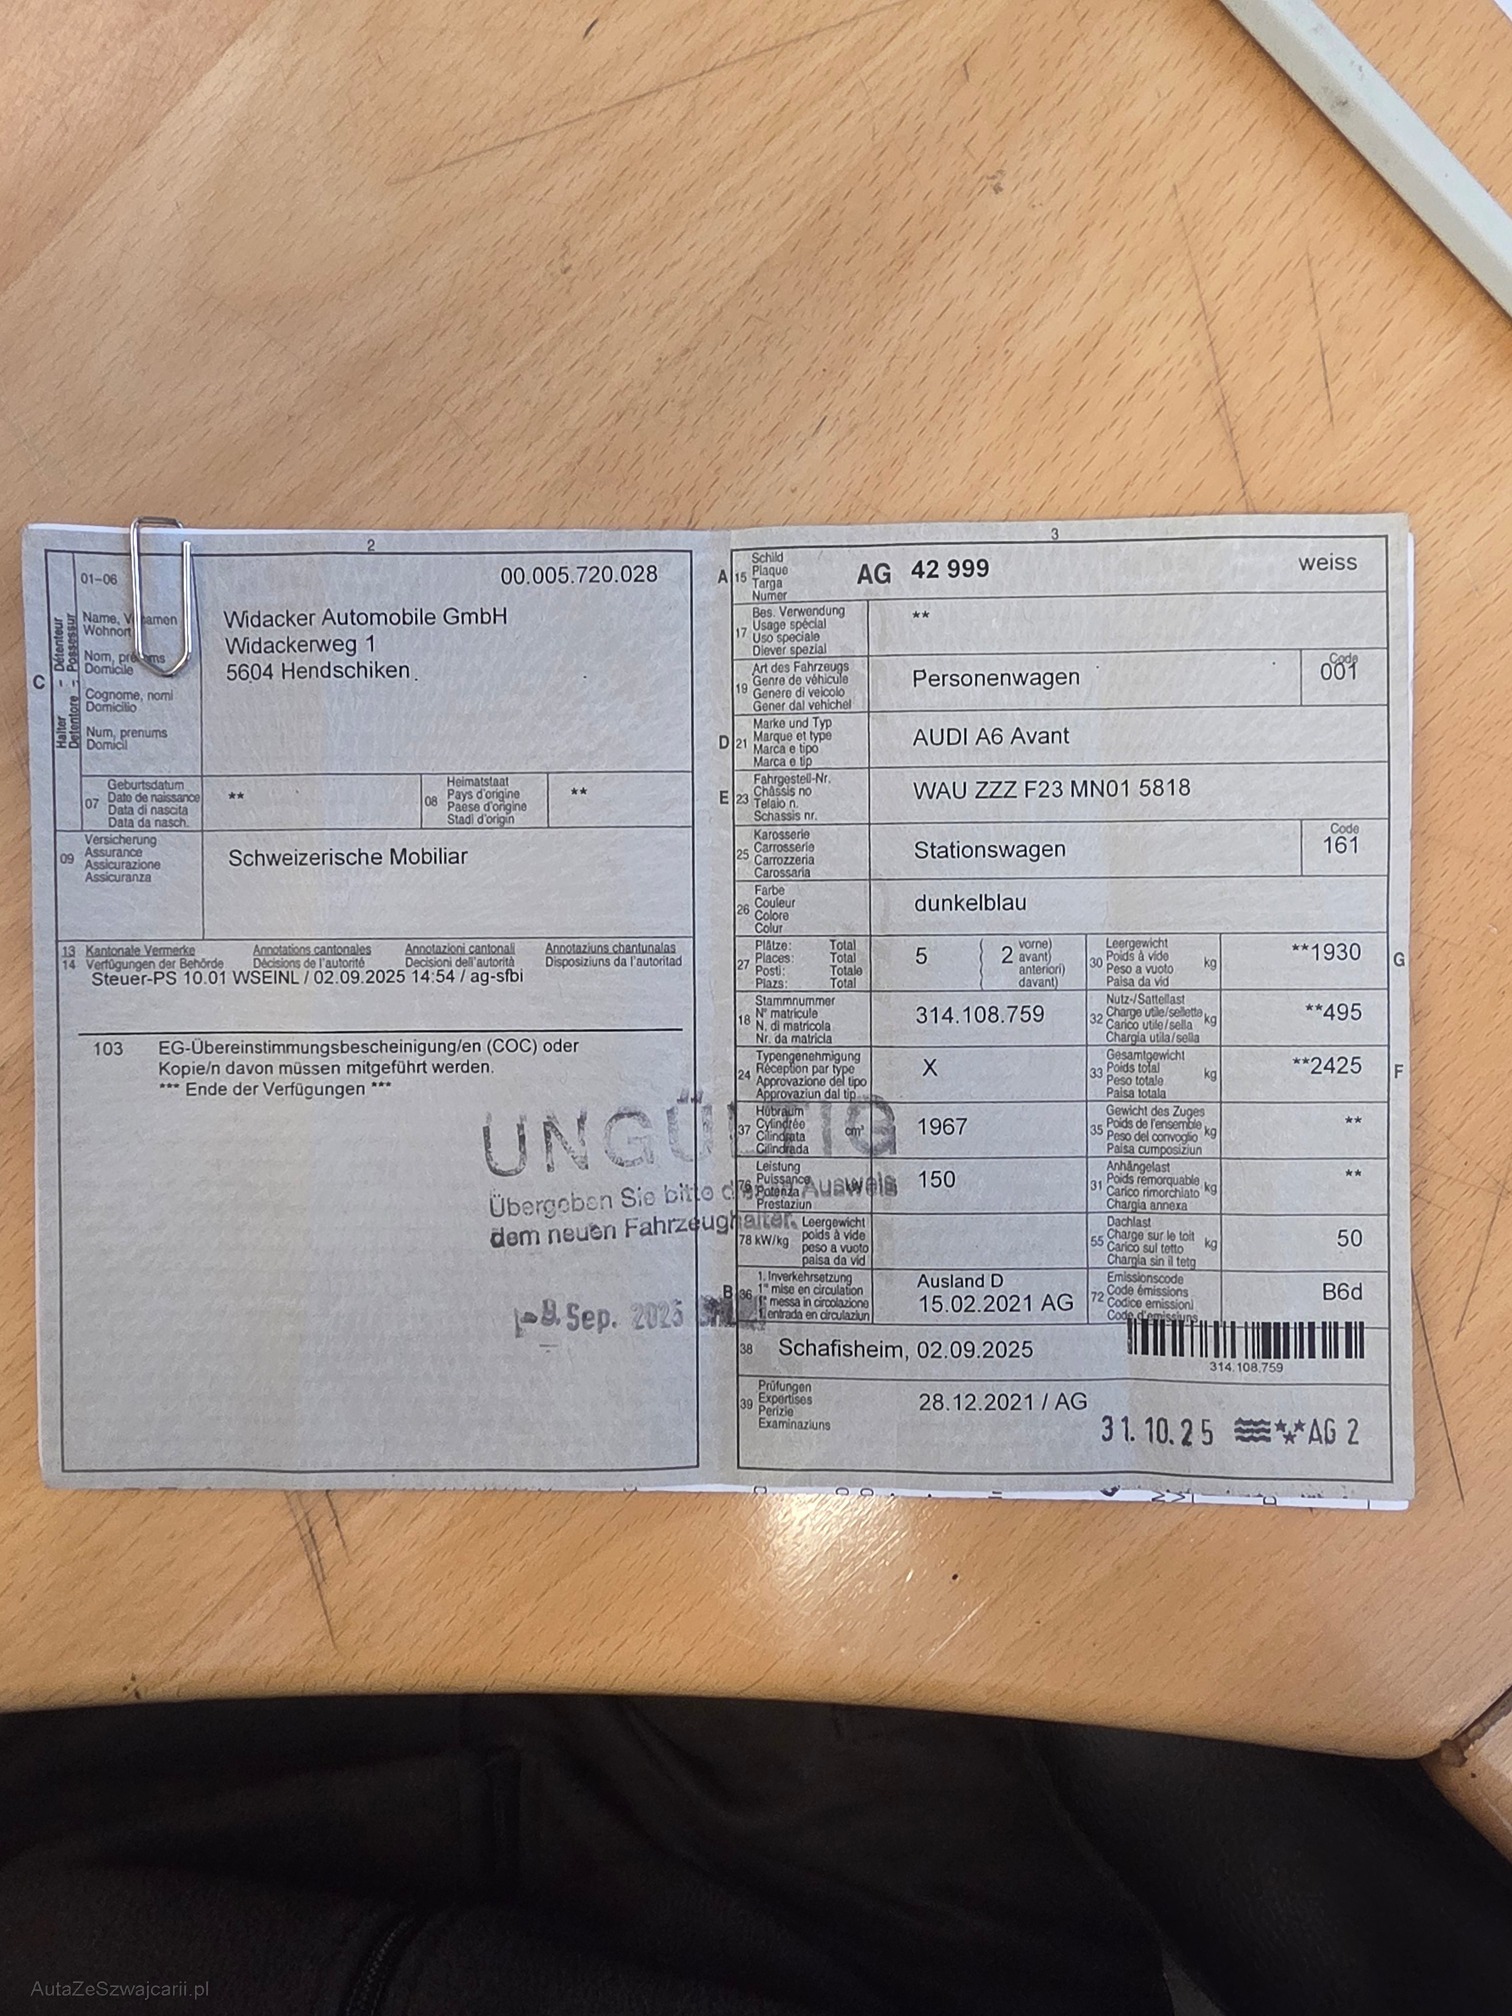 2
01–06
00.005.720.028
Name, Vornamen
Wohnort
Nom, prénoms
Domicile
Cognome, nomi
Domicilio
Num, prenums
Domicil
C
Halter - Détenteur
Detentore - Possessur
Widacker Automobile GmbH
Widackerweg 1
5604 Hendschiken
07 Geburtsdatum
Date de naissance
Data di nascita
Data da nasch.
**
08 Heimatstaat
Pays d'origine
Paese d'origine
Stadi d'origin
**
09 Versicherung
Assurance
Assicurazione
Assicuranza
Schweizerische Mobiliar
13 Kantonale Vermerke Annotations cantonales Annotazioni cantonali Annotaziuns chantunalas
14 Verfügungen der Behörde Décisions de l'autorité Decisioni dell'autorità Disposiziuns da l'autoritad
Steuer-PS 10.01 WSEINL / 02.09.2025 14:54 / ag-sfbi
103 EG-Übereinstimmungsbescheinigung/en (COC) oder
Kopie/n davon müssen mitgeführt werden.
*** Ende der Verfügungen ***
UNGÜLTIG
Übergeben Sie bitte diesen Ausweis
dem neuen Fahrzeughalter.
Sep. 2025
3
A 15 Schild
Plaque
Targa
Numer
AG 42 999 weiss
17 Bes. Verwendung
Usage spécial
Uso speciale
Diever spezial
**
19 Art des Fahrzeugs
Genre de véhicule
Genere di veicolo
Gener dal vehichel
Personenwagen
Code
001
D 21 Marke und Typ
Marque et type
Marca e tipo
Marca e tip
AUDI A6 Avant
E 23 Fahrgestell-Nr.
Châssis no
Telaio n.
Schassis nr.
WAU ZZZ F23 MN01 5818
25 Karosserie
Carrosserie
Carrozzeria
Carossaria
Stationswagen
Code
161
26 Farbe
Couleur
Colore
Colur
dunkelblau
27 Plätze: Total
Places: Total
Posti: Totale
Plazs: Total
5 ( 2 vorne)
avant)
anteriori)
davant)
30 Leergewicht
Poids à vide
Peso a vuoto
Paisa da vid
kg
**1930
G
18 Stammnummer
N° matricule
N. di matricola
Nr. da matricla
314.108.759
32 Nutz-/Sattellast
Charge utile/sellette
Carico utile/sella
Chargia utila/sella
kg
**495
24 Typengenehmigung
Réception par type
Approvazione del tipo
Approvaziun dal tip
X
33 Gesamtgewicht
Poids total
Peso totale
Paisa totala
kg
**2425
F
37 Hubraum
Cylindrée
Cilindrata
Cilindrada
cm³
1967
35 Gewicht des Zuges
Poids de l'ensemble
Peso del convoglio
Paisa cumposiziun
kg
**
76 Leistung
Puissance
Potenza
Prestaziun
150
31 Anhängelast
Poids remorquable
Carico rimorchiato
Chargia annexa
kg
**
78 kW/kg Leergewicht
poids à vide
peso a vuoto
paisa da vid
55 Dachlast
Charge sur le toit
Carico sul tetto
Chargia sin il tetg
kg
50
B 36 1. Inverkehrsetzung
1re mise en circulation
1a messa in circolazione
1. entrada en circulaziun
Ausland D
15.02.2021 AG
72 Emissionscode
Code émissions
Codice emissioni
Code d'emissiuns
B6d
38 Schafisheim, 02.09.2025
314.108.759
39 Prüfungen
Expertises
Perizie
Examinaziuns
28.12.2021 / AG
31.10.25 AG 2
AutaZeSzwajcarii.pl